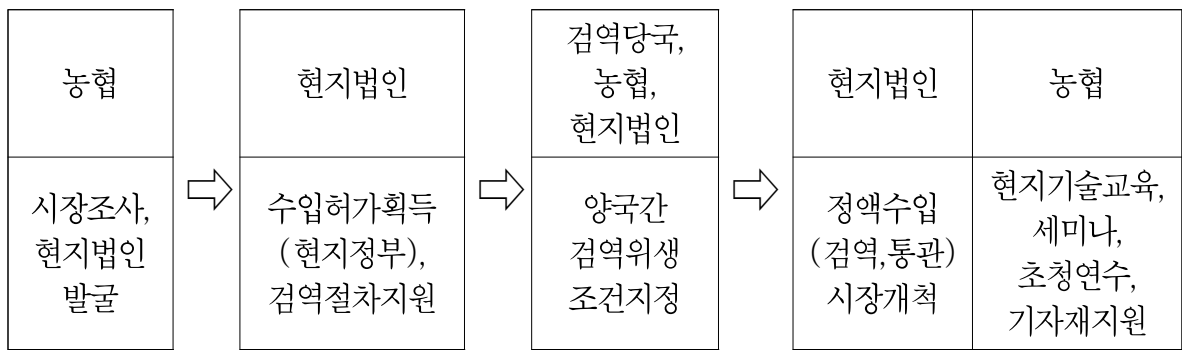 농협
시장조사,
현지법인
발굴
현지법인
수입허가획득
(현지정부),
검역절차지원
검역당국,
농협,
현지법인
양국간
검역위생
조건지정
현지법인
정액수입
(검역,통관)
시장개척
농협
현지기술교육,
세미나,
초청연수,
기자재지원